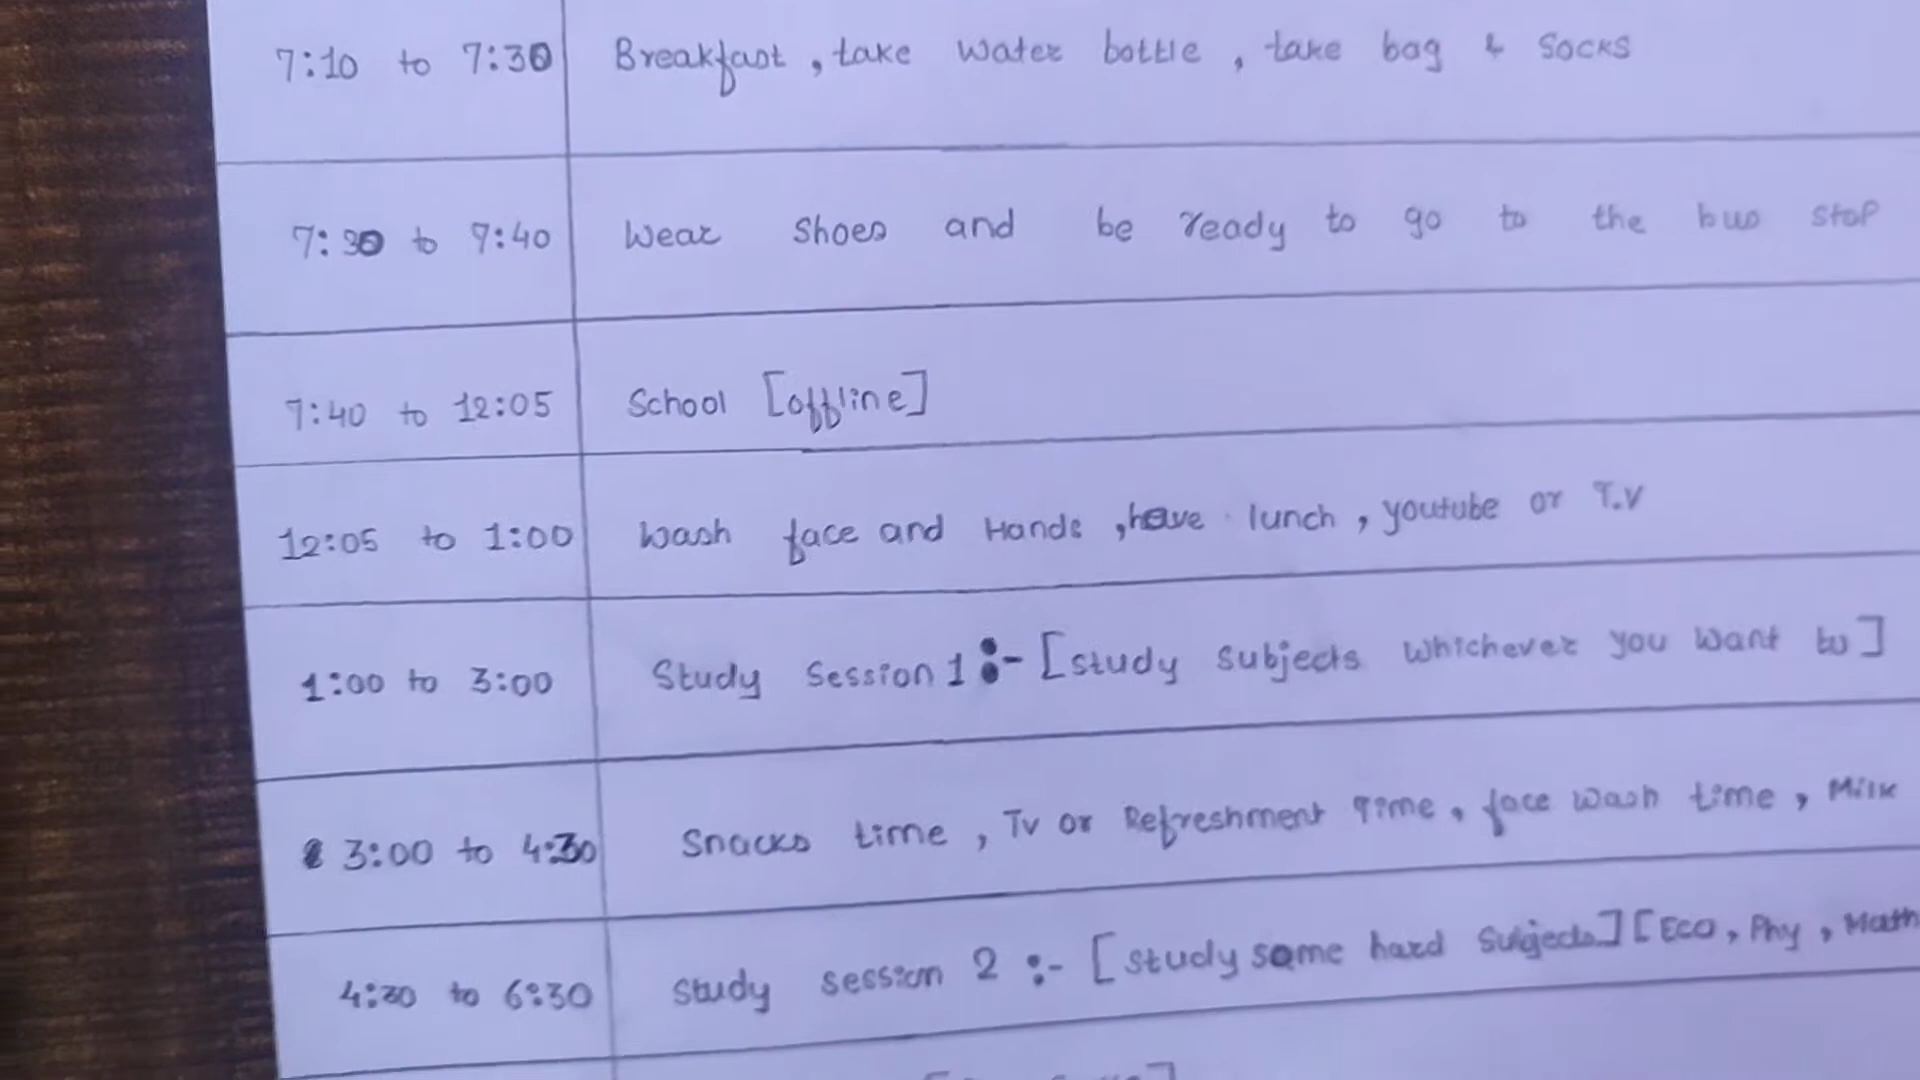 7:10 to 7:30 Breakfast, take water bottle, take bag & socks
7:30 to 7:40 Wear shoes and be ready to go to the bus stop
7:40 to 12:05 School [offline]
12:05 to 1:00 Wash face and Hands, have lunch, youtube or T.V
1:00 to 3:00 Study Session 1 :- [study subjects whichever you want to]
3:00 to 4:30 Snacks time, Tv or Refreshment Time, face wash time, Milk
4:30 to 6:30 Study session 2 :- [study some hard Subjects] [Eco, Phy, Math